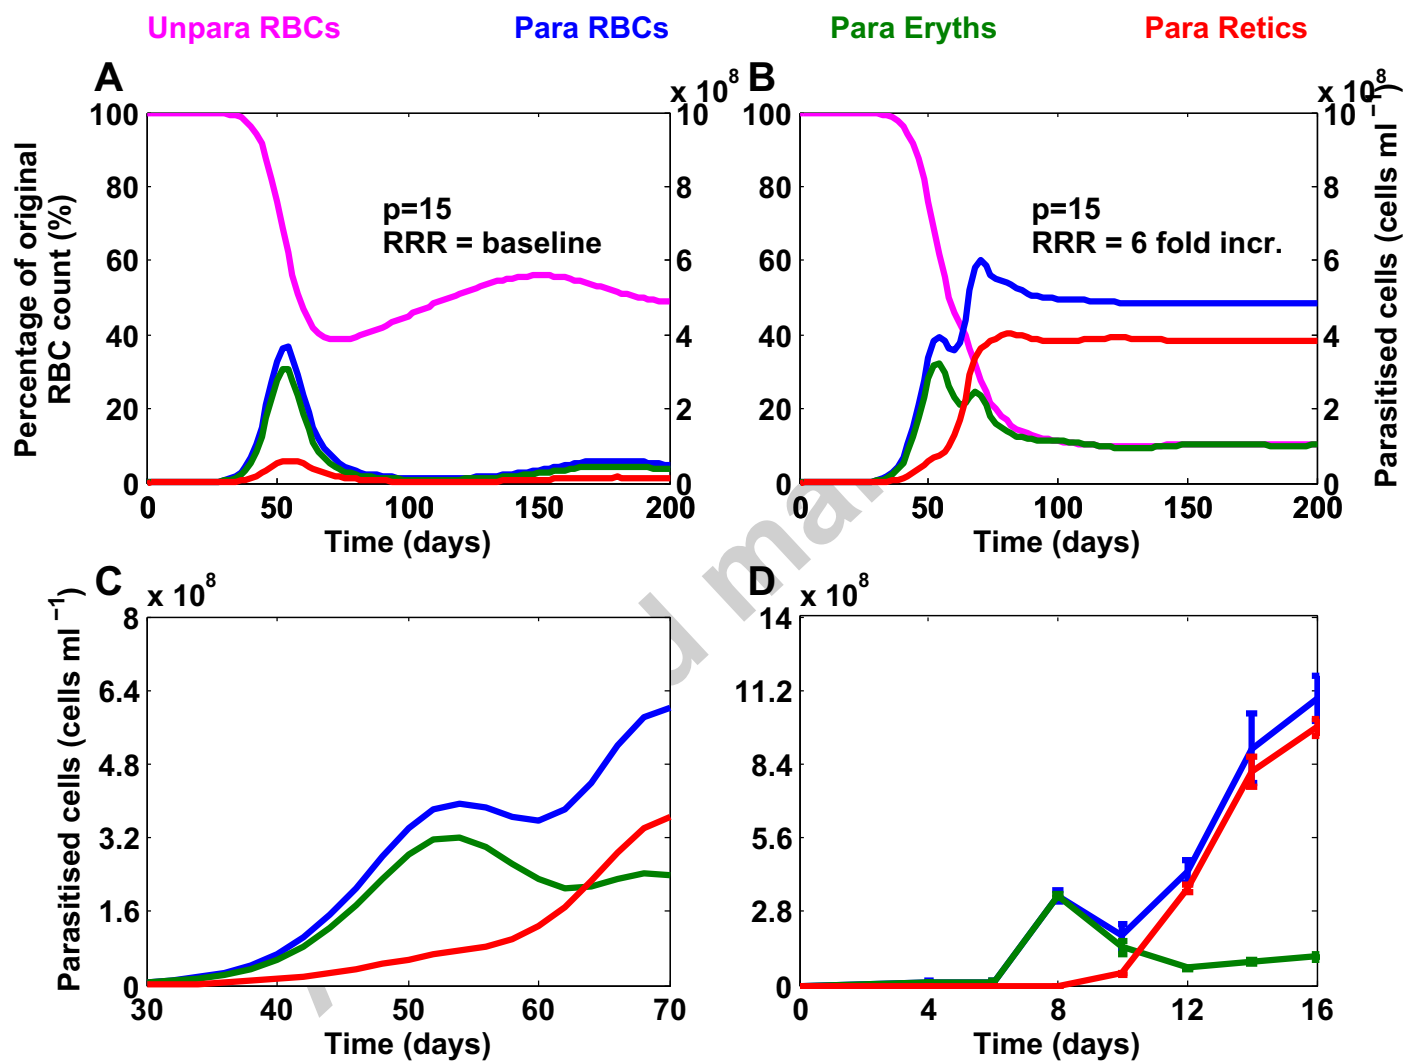 Unpara RBCs Para RBCs Para Eryths Para Retics
A
x 10^8
Percentage of original
RBC count (%)
100
80
60
40
20
0
10
8
6
4
2
0
p=15
RRR = baseline
0 50 100 150 200
Time (days)
B
x 10^8
100
80
60
40
20
0
10
8
6
4
2
0
Parasitised cells (cells ml^−1)
p=15
RRR = 6 fold incr.
0 50 100 150 200
Time (days)
C
x 10^8
Parasitised cells (cells ml^−1)
8
6.4
4.8
3.2
1.6
0
30 40 50 60 70
Time (days)
D
x 10^8
14
11.2
8.4
5.6
2.8
0
0 4 8 12 16
Time (days)